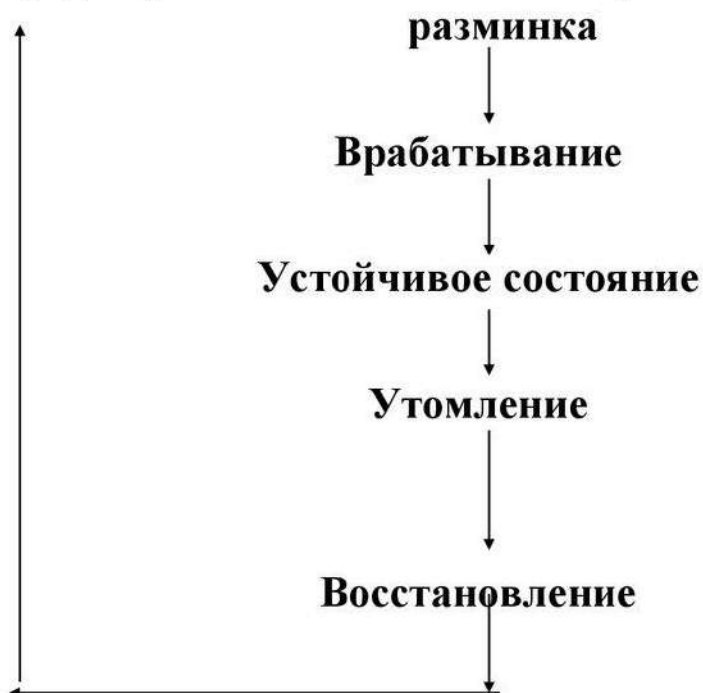 разминка
Врабатывание
Устойчивое состояние
Утомление
Восстановление